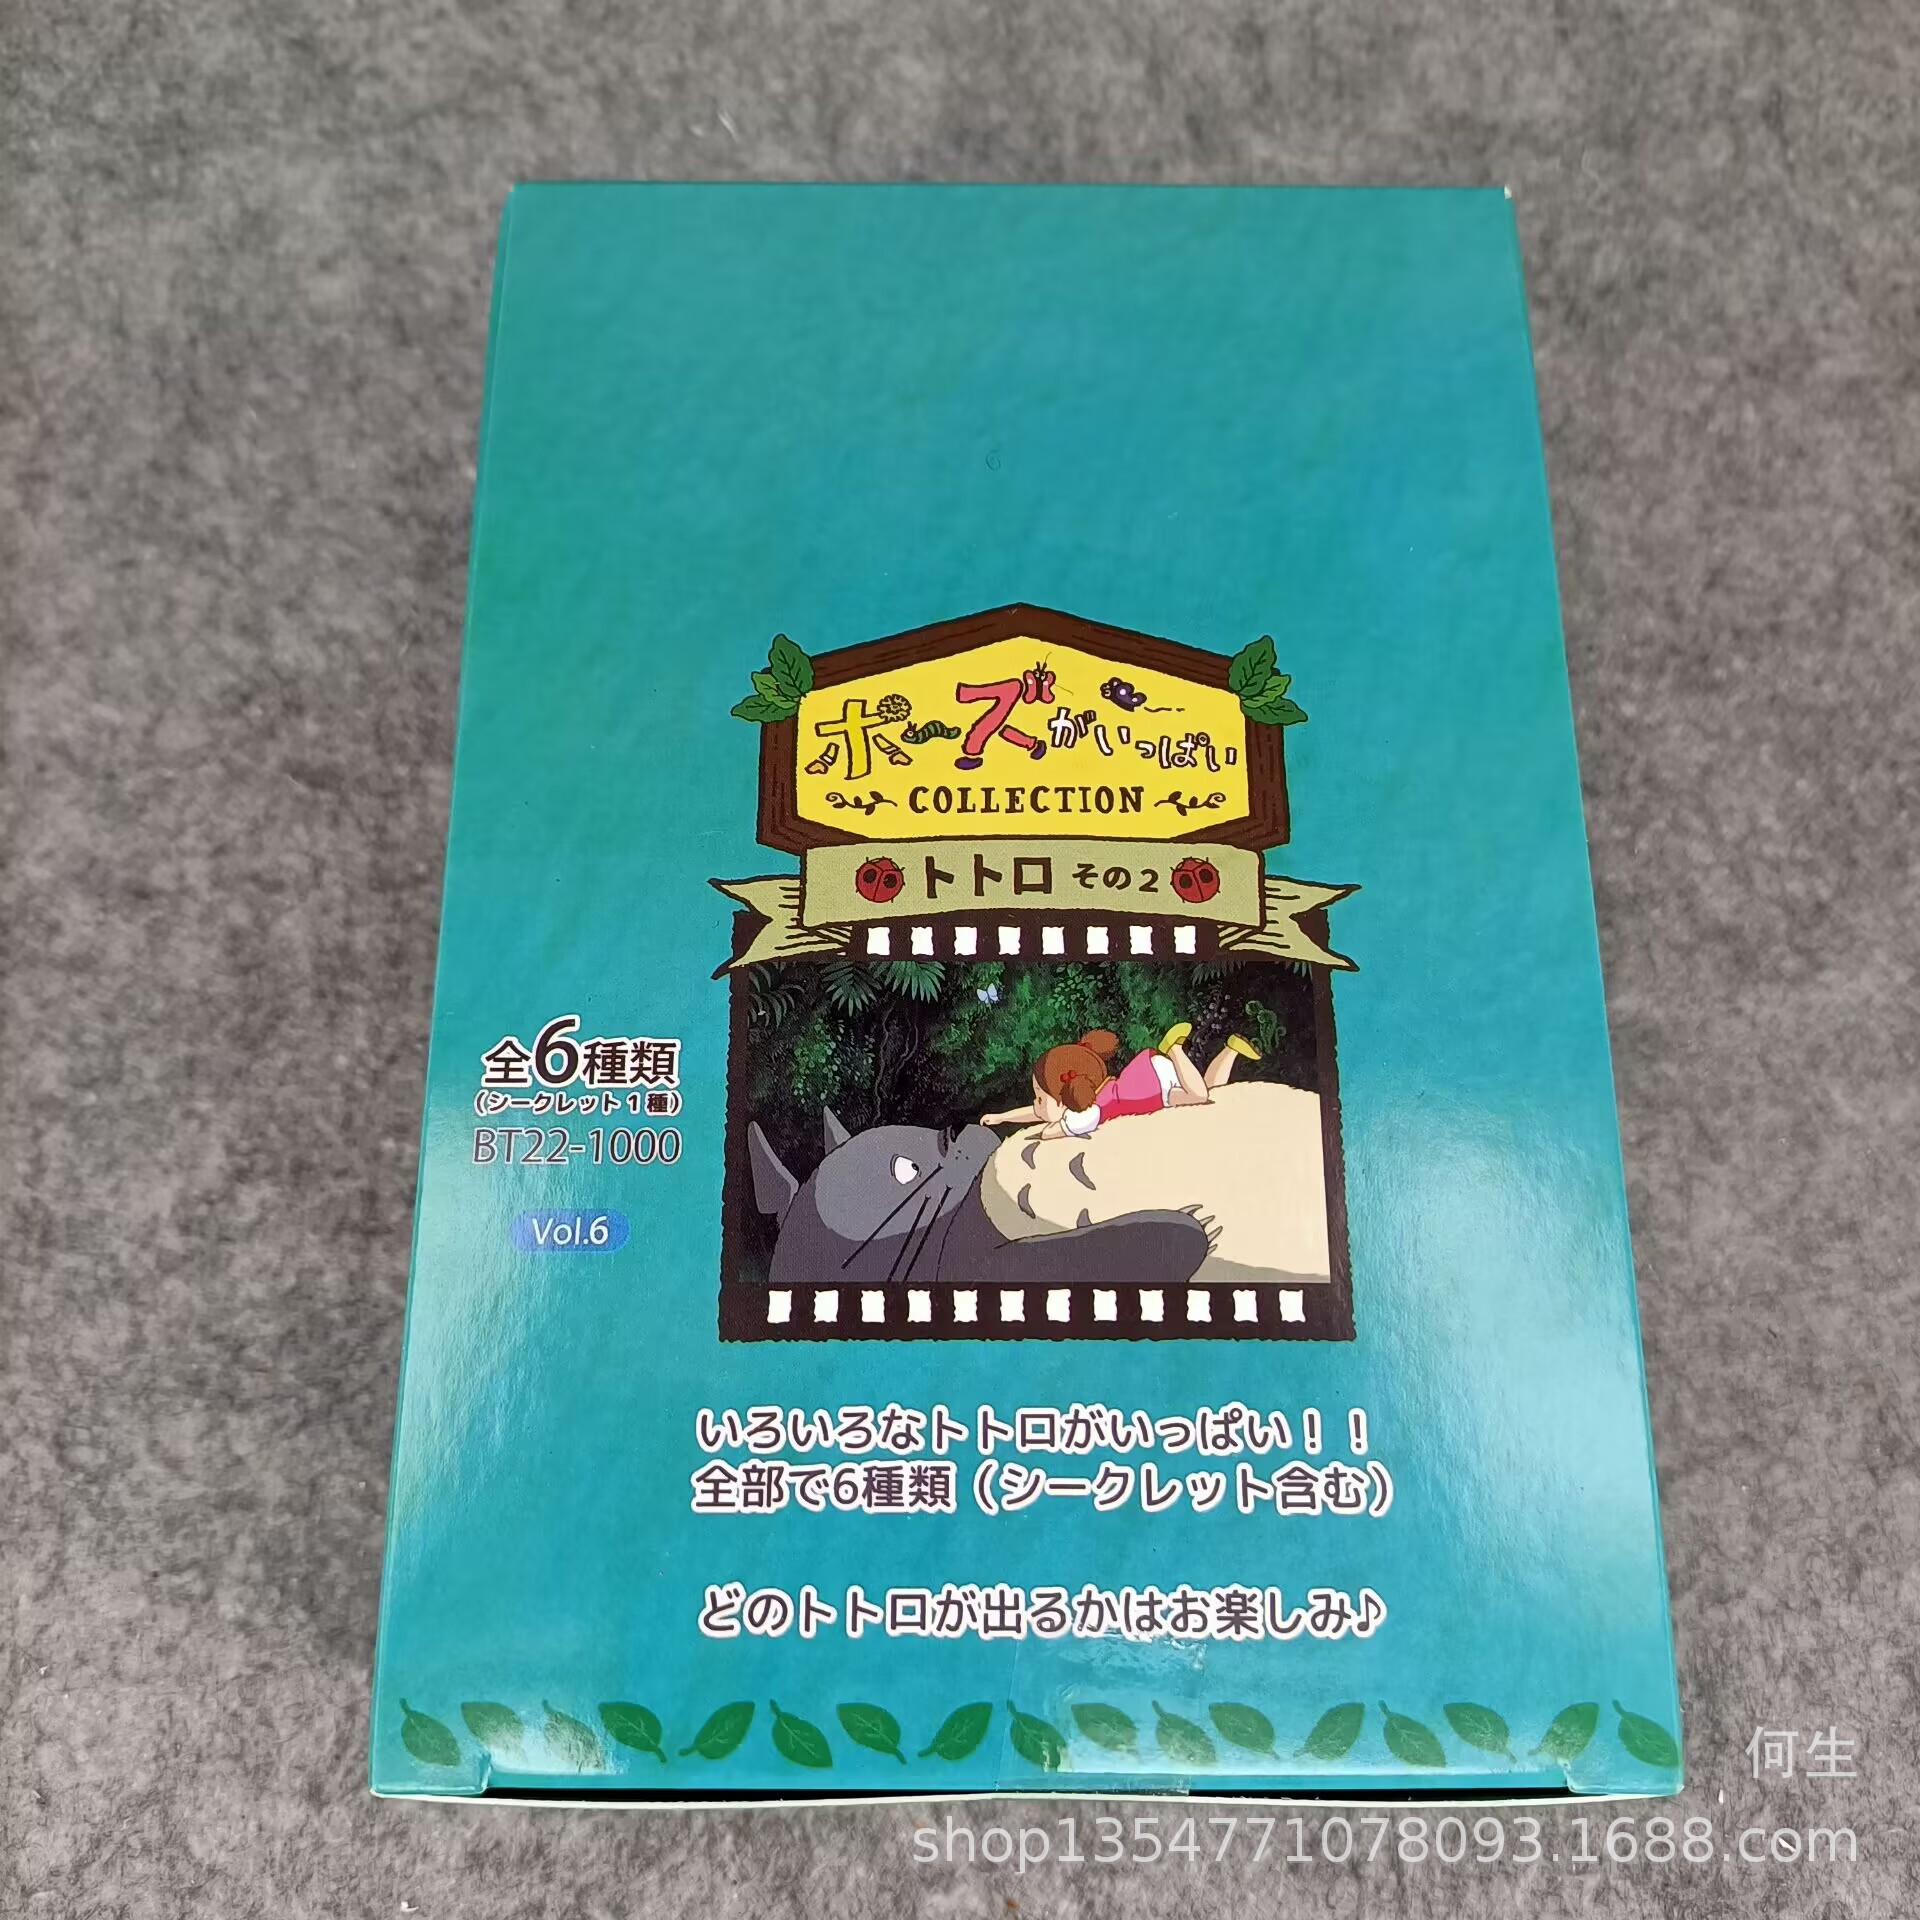 ポーズがいっぱい
COLLECTION
トトロ その2
全6種類
(シークレット1種)
BT22-1000
Vol.6
いろいろなトトロがいっぱい！！
全部で6種類（シークレット含む）
どのトトロが出るかはお楽しみ♪
何生
shop1354771078093.1688.com